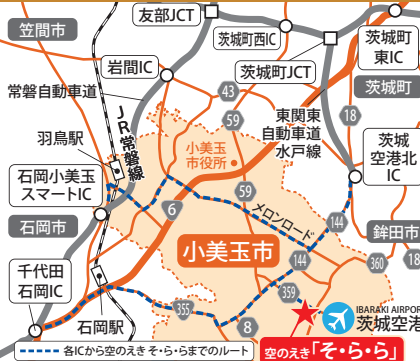 友部JCT
笠間市
茨城町西IC
茨城町
東IC
岩間IC
茨城町JCT
茨城町
常磐自動車道
43
JR常磐線
59
東関東
自動車道
水戸線
18
羽鳥駅
小美玉
市役所
茨城
空港北
IC
石岡小美玉
スマートIC
59
6
メロンロード
144
石岡市
鉾田市
小美玉市
144
360
18
千代田
石岡IC
359
355
IBARAKI AIRPOR
茨城空港
石岡駅
8
各ICから空のえき そ・ら・らまでのルート
空のえき「そ・ら・ら」